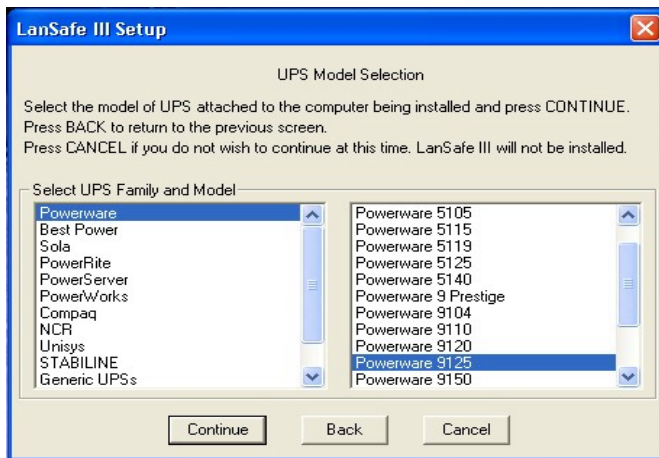 LanSafe III Setup
UPS Model Selection
Select the model of UPS attached to the computer being installed and press CONTINUE.
Press BACK to return to the previous screen.
Press CANCEL if you do not wish to continue at this time. LanSafe III will not be installed.
Select UPS Family and Model
Powerware
Best Power
Sola
PowerRite
PowerServer
PowerWorks
Compaq
NCR
Unisys
STABILINE
Generic UPSs
Powerware 5105
Powerware 5115
Powerware 5119
Powerware 5125
Powerware 5140
Powerware 9 Prestige
Powerware 9104
Powerware 9110
Powerware 9120
Powerware 9125
Powerware 9150
Continue
Back
Cancel